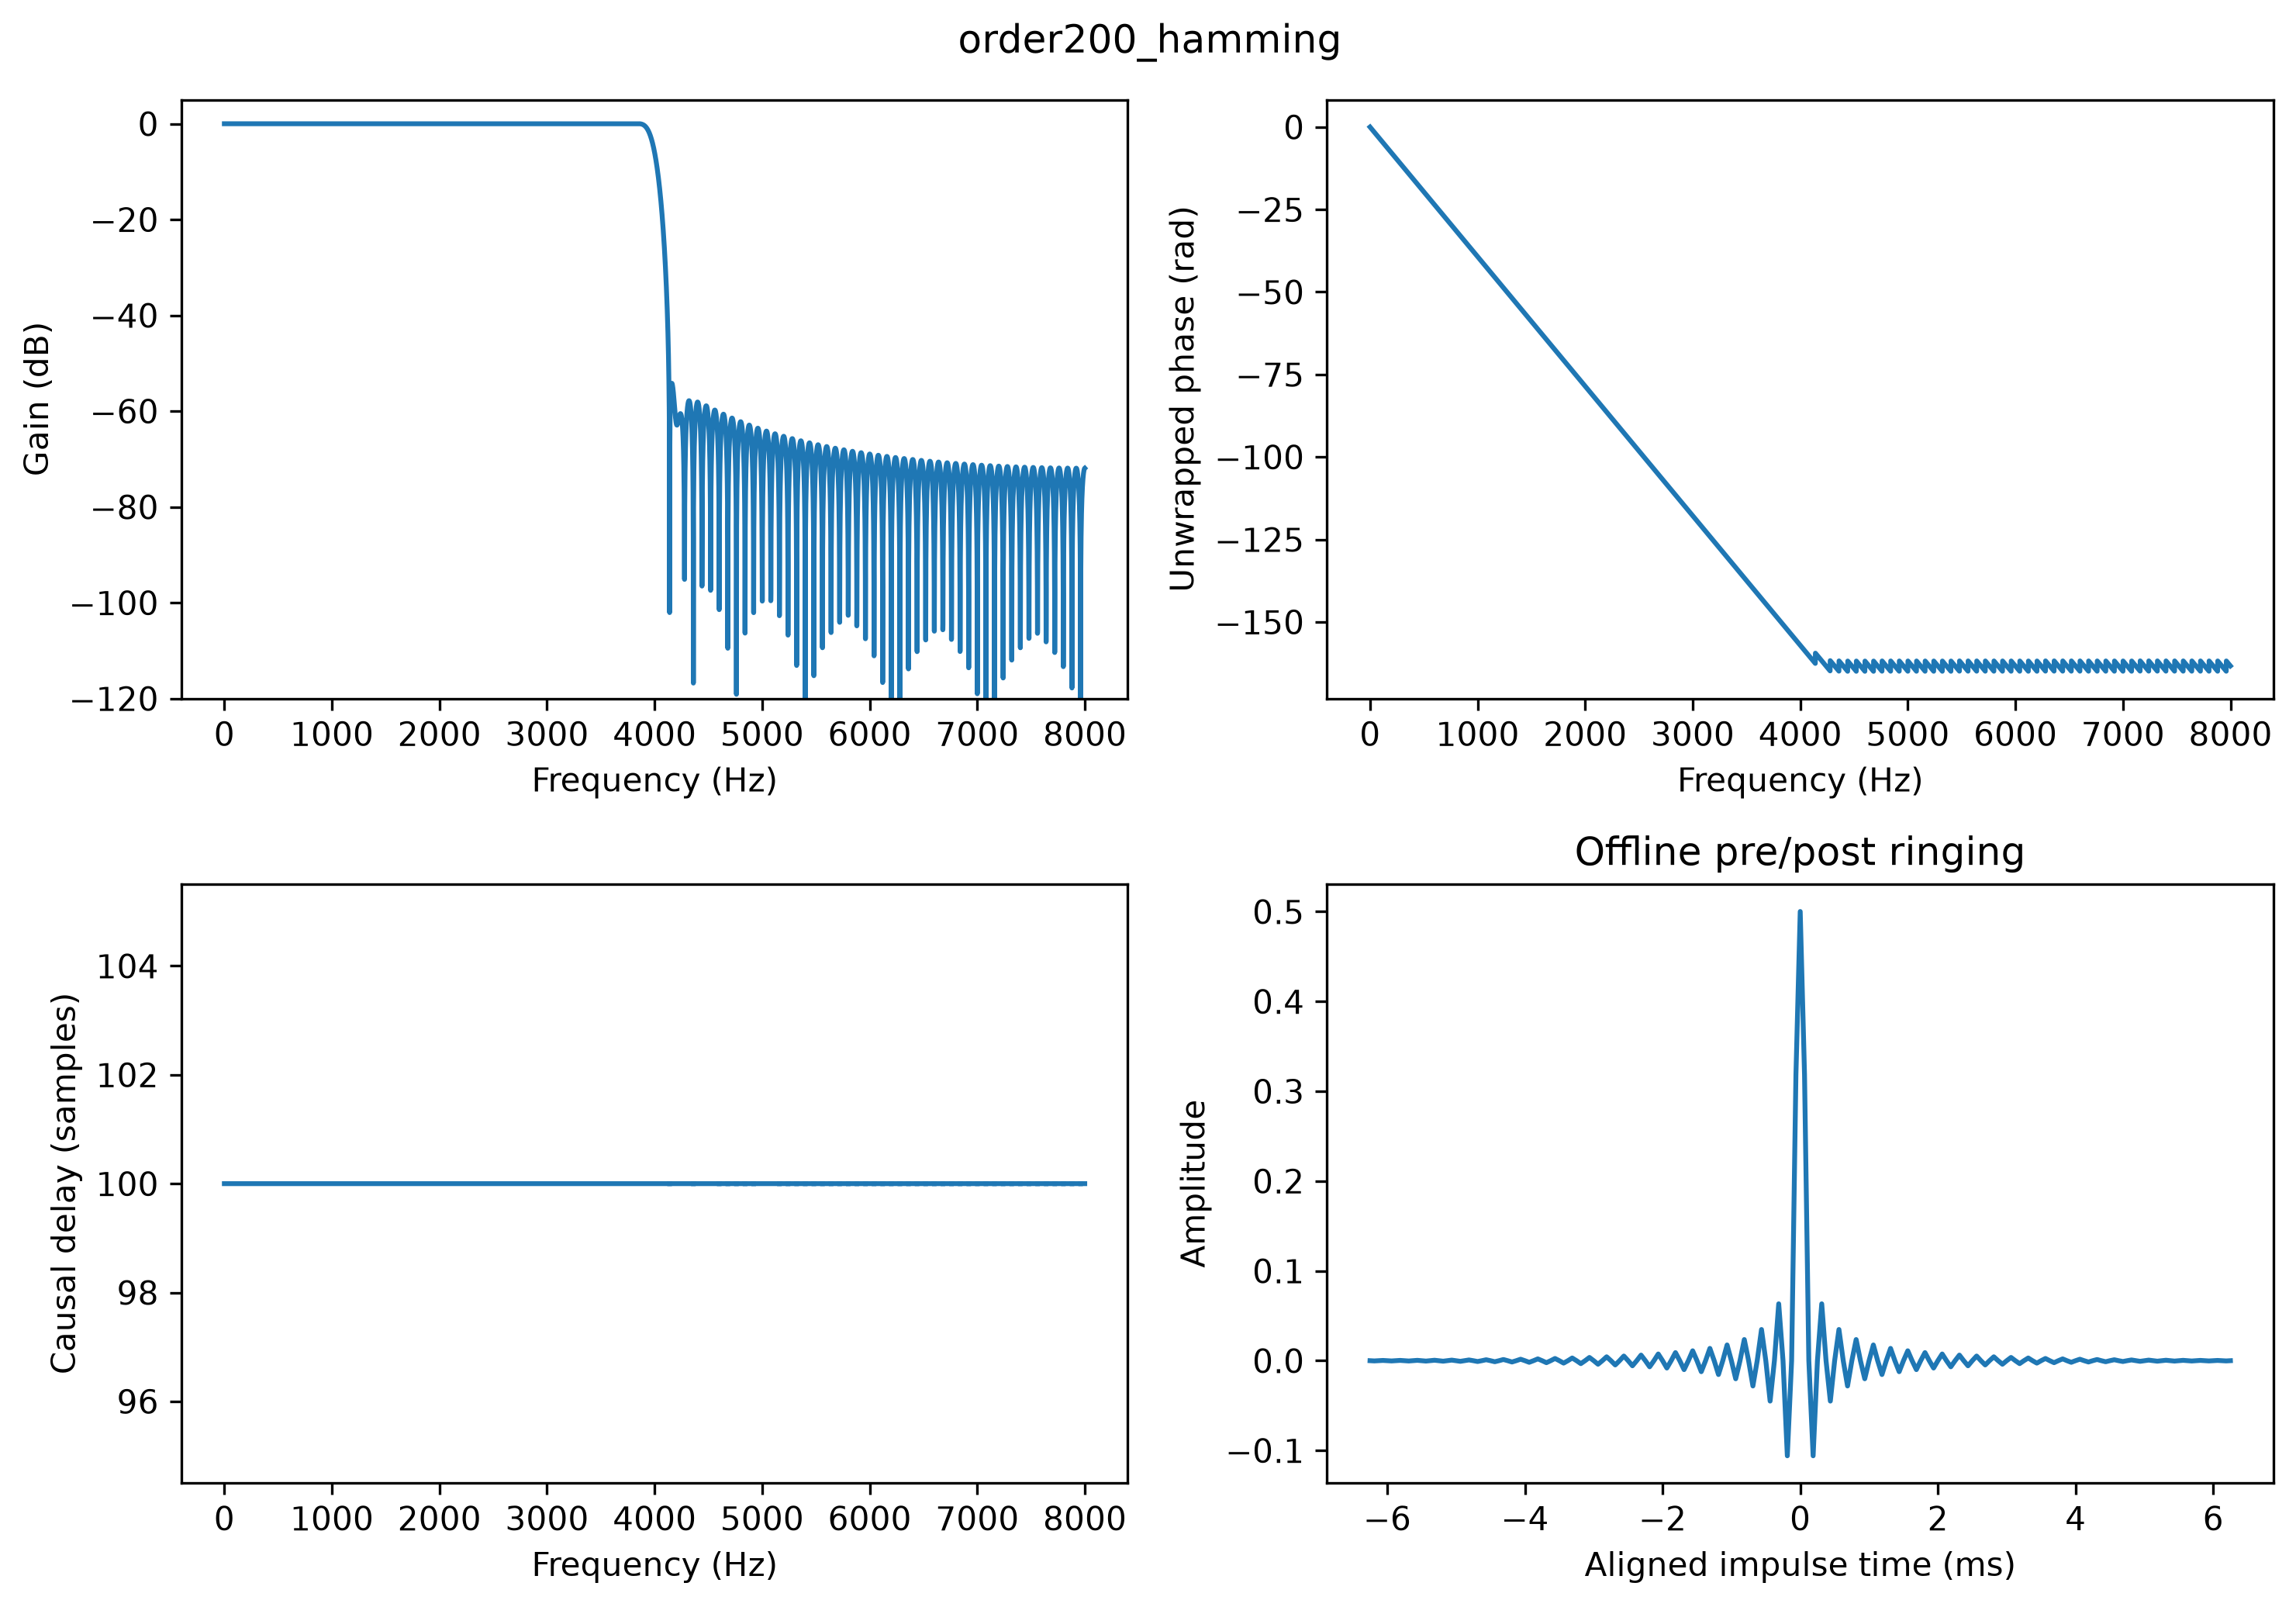 order200_hamming
Gain (dB)
0
−20
−40
−60
−80
−100
−120
0 1000 2000 3000 4000 5000 6000 7000 8000
Frequency (Hz)
Unwrapped phase (rad)
0
−25
−50
−75
−100
−125
−150
0 1000 2000 3000 4000 5000 6000 7000 8000
Frequency (Hz)
Causal delay (samples)
104
102
100
98
96
0 1000 2000 3000 4000 5000 6000 7000 8000
Frequency (Hz)
Offline pre/post ringing
Amplitude
0.5
0.4
0.3
0.2
0.1
0.0
−0.1
−6 −4 −2 0 2 4 6
Aligned impulse time (ms)